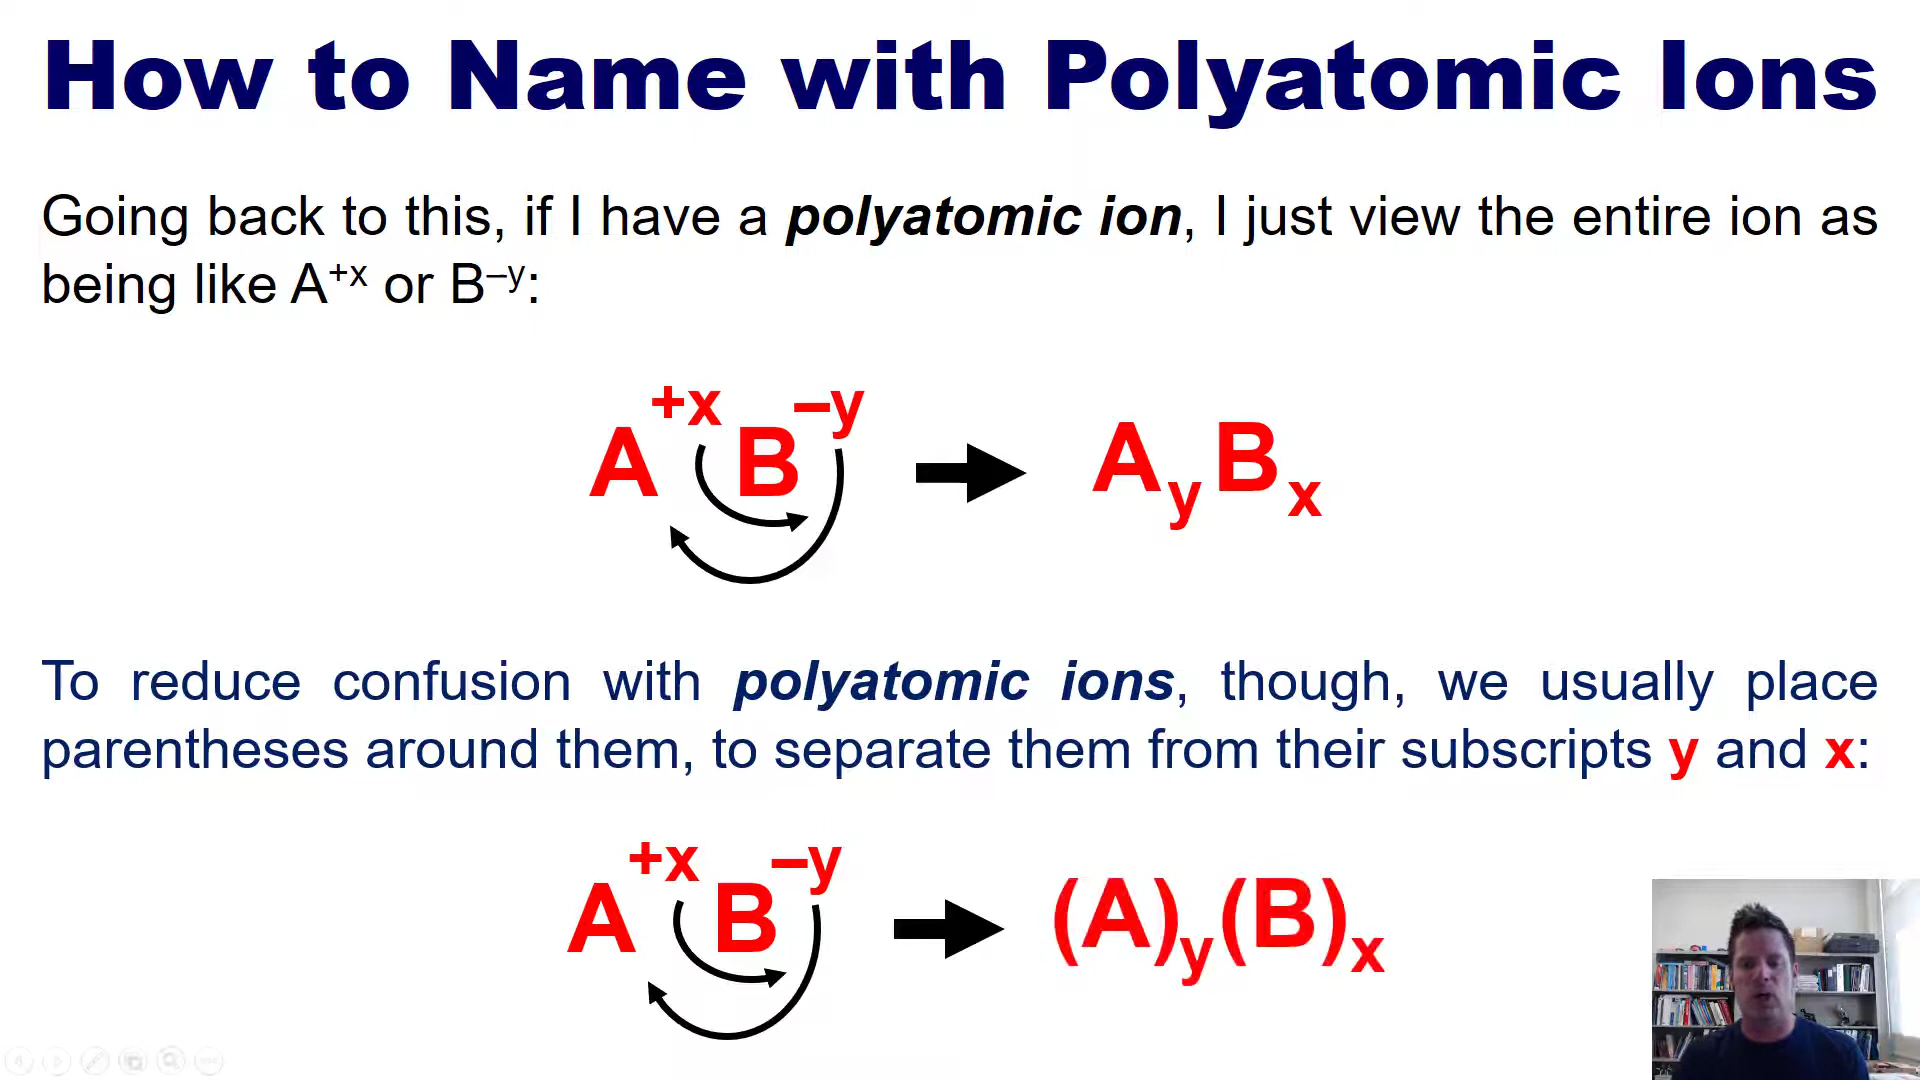 How to Name with Polyatomic Ions
Going back to this, if I have a polyatomic ion, I just view the entire ion as
being like A⁺ˣ or B⁻ʸ:
A⁺ˣ B⁻ʸ → AyBₓ
To reduce confusion with polyatomic ions, though, we usually place
parentheses around them, to separate them from their subscripts y and x:
A⁺ˣ B⁻ʸ → (A)y(B)ₓ